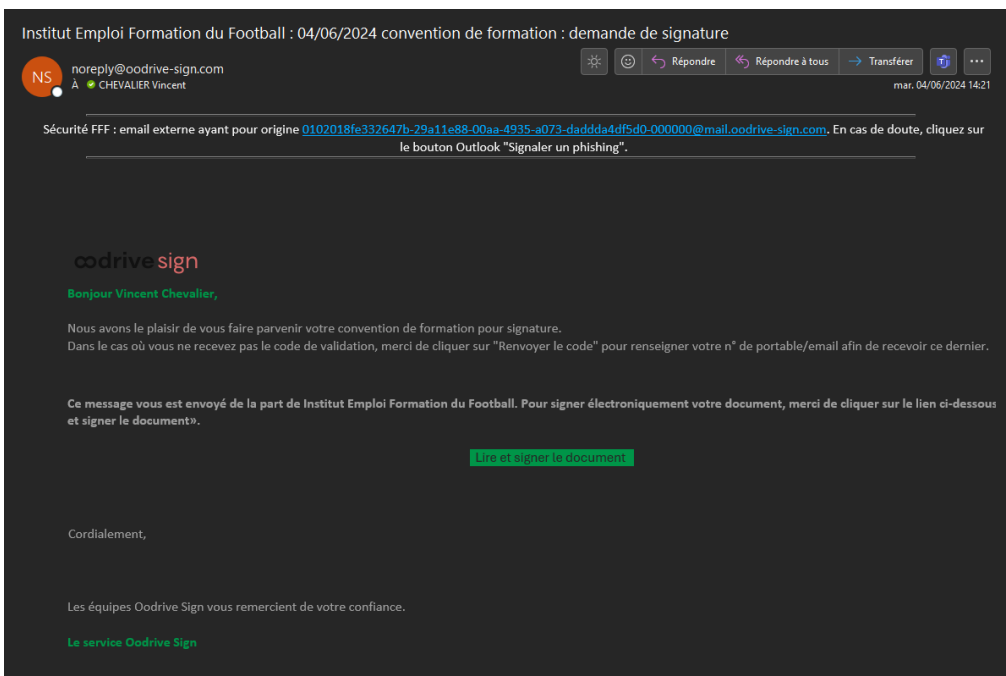 Institut Emploi Formation du Football : 04/06/2024 convention de formation : demande de signature
NS
noreply@oodrive-sign.com
À CHEVALIER Vincent
Répondre
Répondre à tous
Transférer
mar. 04/06/2024 14:21
Sécurité FFF : email externe ayant pour origine 0102018fe332647b-29a11e88-00aa-4935-a073-daddda4df5d0-000000@mail.oodrive-sign.com. En cas de doute, cliquez sur
le bouton Outlook "Signaler un phishing".
oodrive sign
Bonjour Vincent Chevalier,
Nous avons le plaisir de vous faire parvenir votre convention de formation pour signature.
Dans le cas où vous ne recevez pas le code de validation, merci de cliquer sur "Renvoyer le code" pour renseigner votre n° de portable/email afin de recevoir ce dernier.
Ce message vous est envoyé de la part de Institut Emploi Formation du Football. Pour signer électroniquement votre document, merci de cliquer sur le lien ci-dessous
et signer le document».
Lire et signer le document
Cordialement,
Les équipes Oodrive Sign vous remercient de votre confiance.
Le service Oodrive Sign